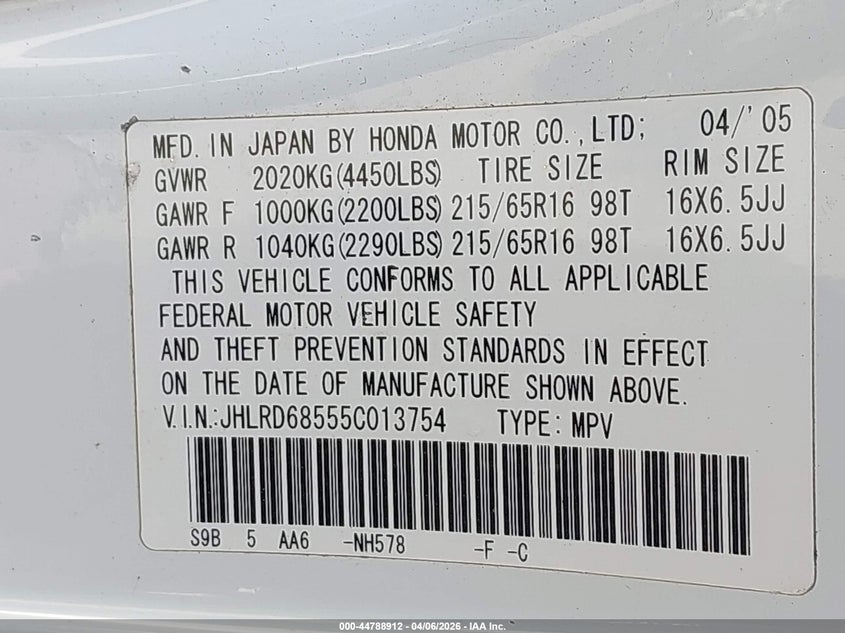 MFD. IN JAPAN BY HONDA MOTOR CO.,LTD; 04/'05
GVWR 2020KG(4450LBS) TIRE SIZE RIM SIZE
GAWR F 1000KG(2200LBS) 215/65R16 98T 16X6.5JJ
GAWR R 1040KG(2290LBS) 215/65R16 98T 16X6.5JJ
THIS VEHICLE CONFORMS TO ALL APPLICABLE
FEDERAL MOTOR VEHICLE SAFETY
AND THEFT PREVENTION STANDARDS IN EFFECT
ON THE DATE OF MANUFACTURE SHOWN ABOVE.
V.I.N.:JHLRD68555C013754 TYPE: MPV
S9B 5 AA6 -NH578 -F -C
000-44788912 - 04/06/2026 - IAA Inc.